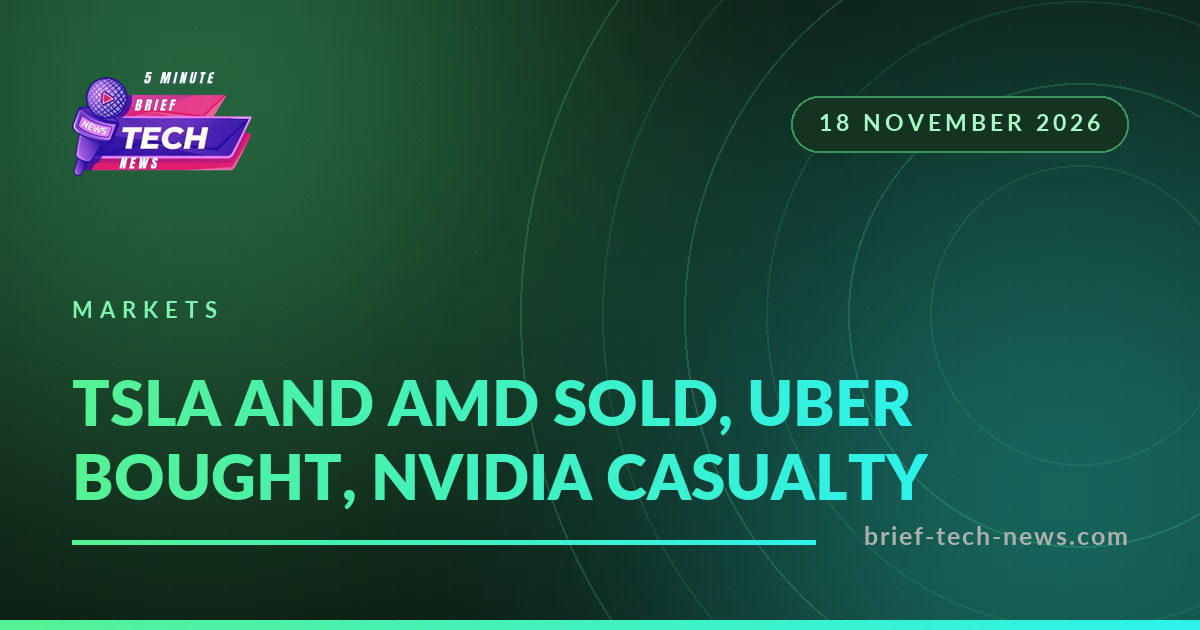 5 MINUTE
BRIEF
NEWS
TECH
NEWS
18 NOVEMBER 2026
MARKETS
TSLA AND AMD SOLD, UBER
BOUGHT, NVIDIA CASUALTY
brief-tech-news.com